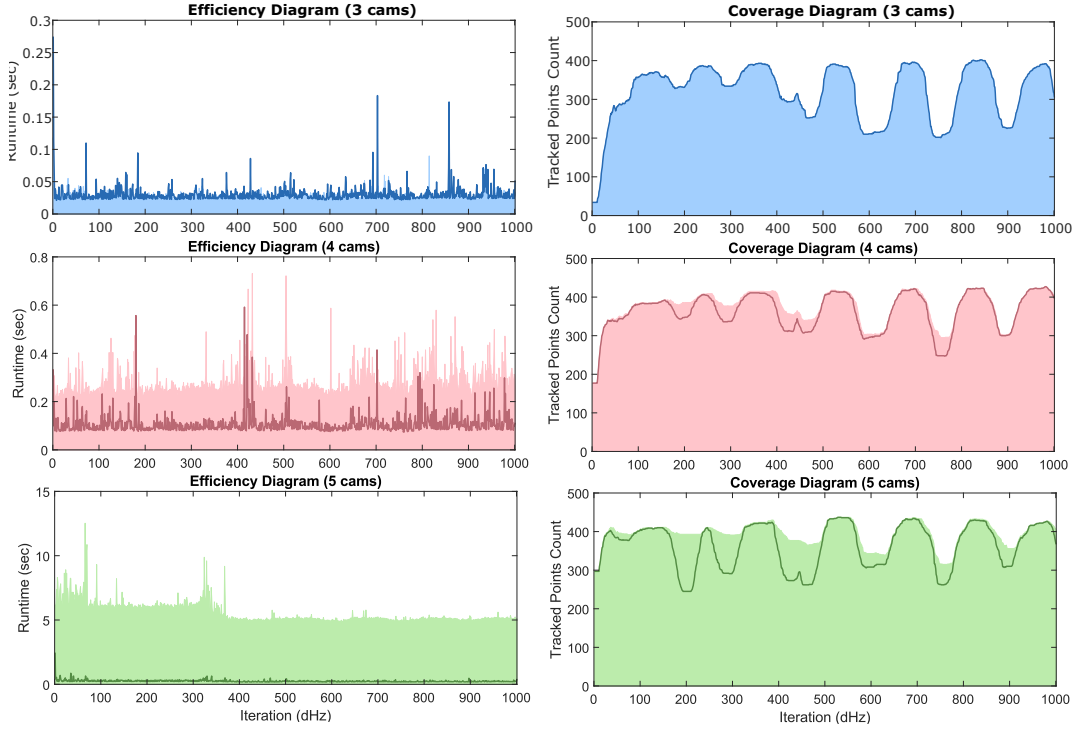 Efficiency Diagram (3 cams)
Runtime (sec)
0.3
0.25
0.2
0.15
0.1
0.05
0
0 100 200 300 400 500 600 700 800 900 1000
Coverage Diagram (3 cams)
Tracked Points Count
500
400
300
200
100
0
0 100 200 300 400 500 600 700 800 900 1000
Efficiency Diagram (4 cams)
Runtime (sec)
0.8
0.6
0.4
0.2
0
0 100 200 300 400 500 600 700 800 900 1000
Coverage Diagram (4 cams)
Tracked Points Count
500
400
300
200
100
0
0 100 200 300 400 500 600 700 800 900 1000
Efficiency Diagram (5 cams)
Runtime (sec)
15
10
5
0
0 100 200 300 400 500 600 700 800 900 1000
Iteration (dHz)
Coverage Diagram (5 cams)
Tracked Points Count
500
400
300
200
100
0
0 100 200 300 400 500 600 700 800 900 1000
Iteration (dHz)